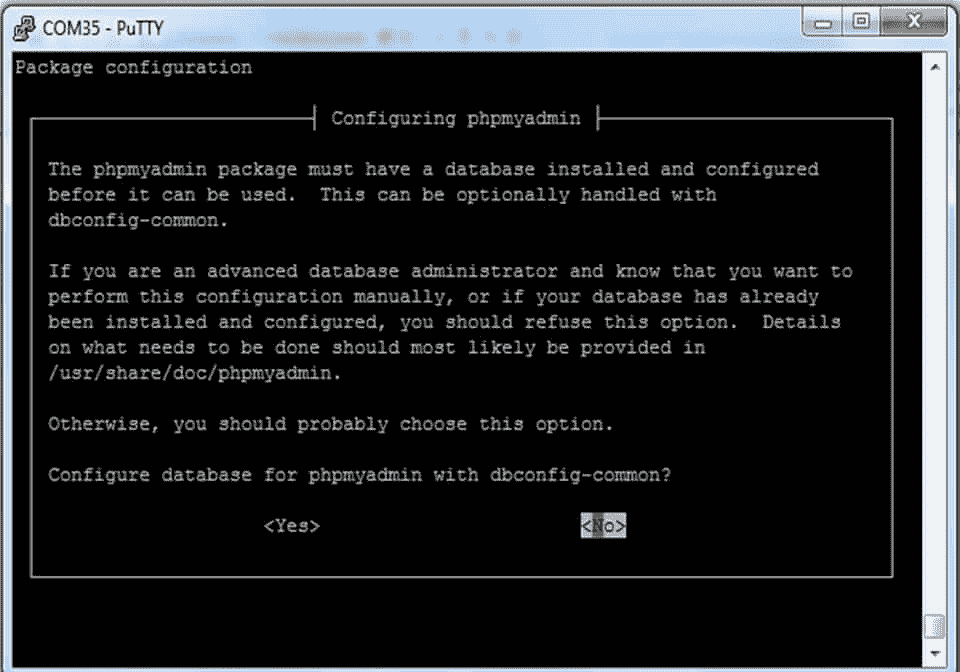 COM35 - PuTTY
Package configuration
Configuring phpmyadmin
The phpmyadmin package must have a database installed and configured
before it can be used.  This can be optionally handled with
dbconfig-common.
If you are an advanced database administrator and know that you want to
perform this configuration manually, or if your database has already
been installed and configured, you should refuse this option.  Details
on what needs to be done should most likely be provided in
/usr/share/doc/phpmyadmin.
Otherwise, you should probably choose this option.
Configure database for phpmyadmin with dbconfig-common?
<Yes> <No>